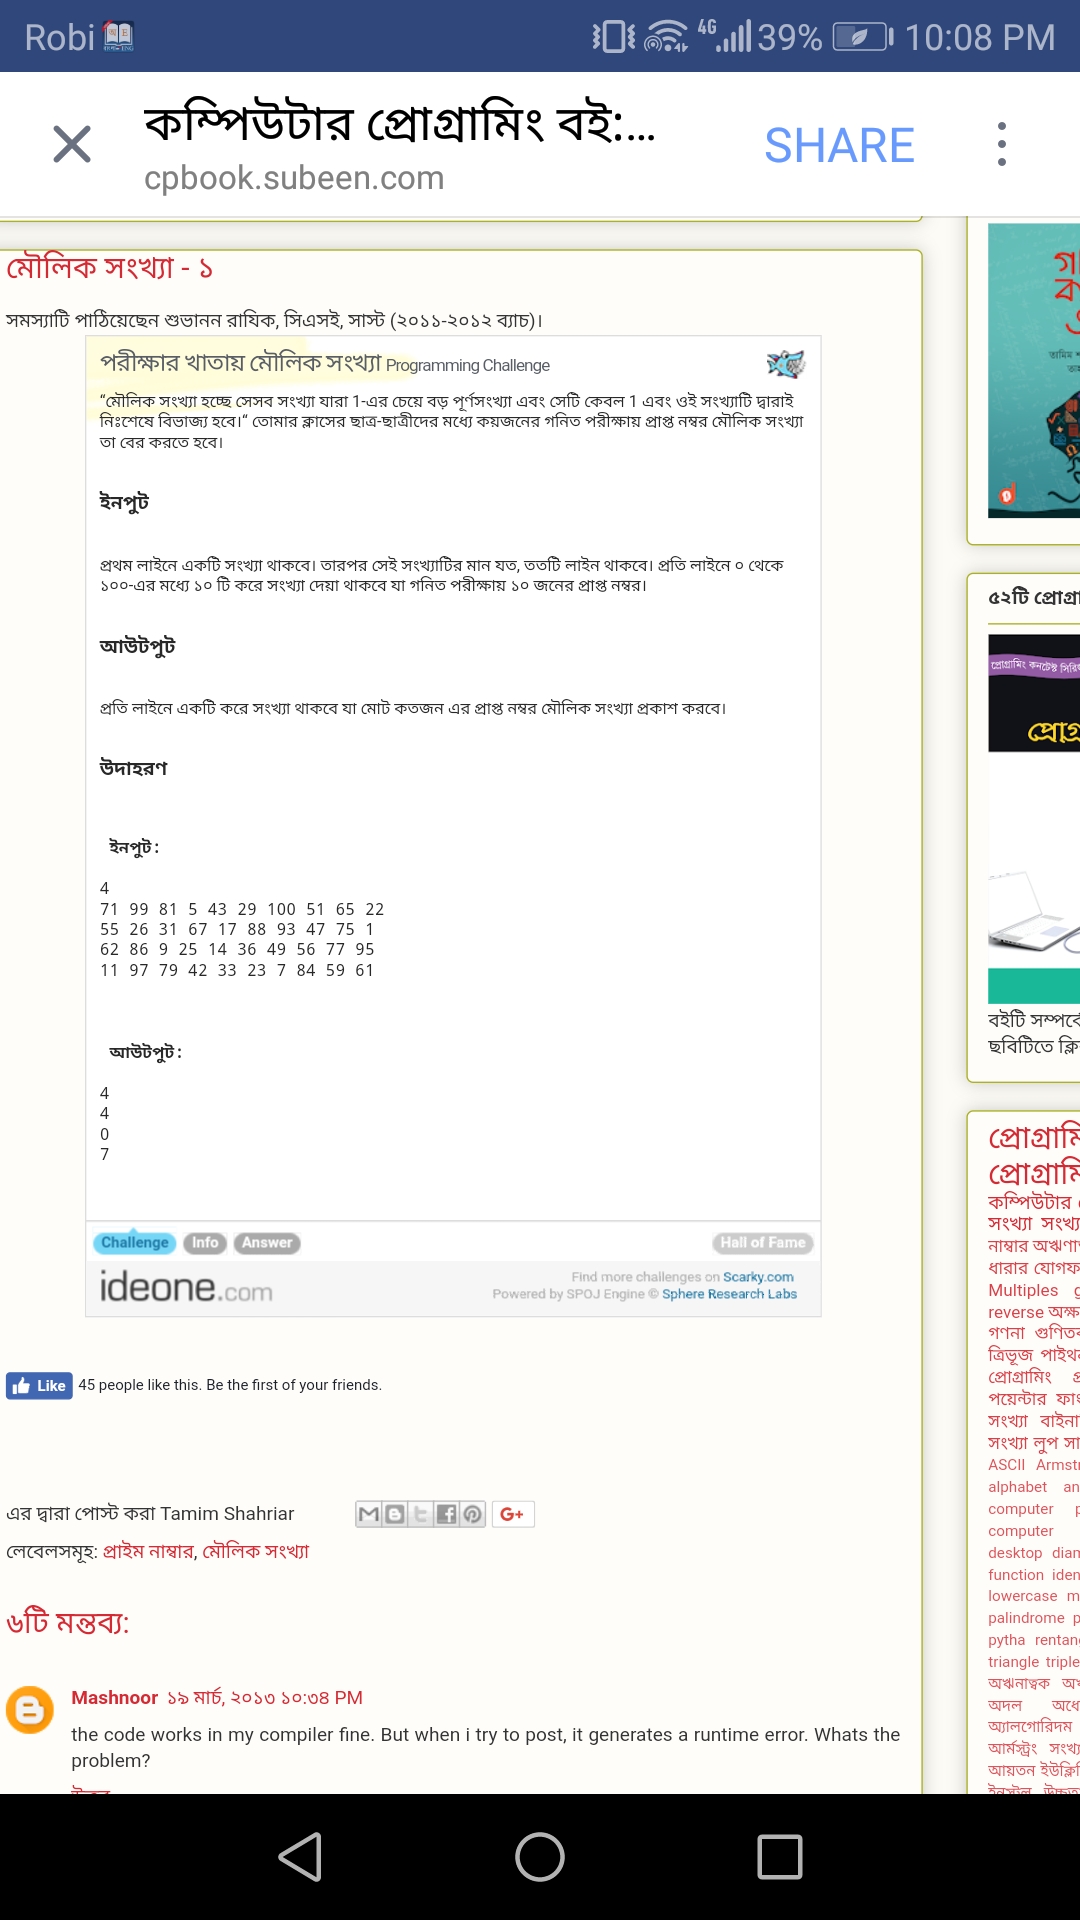 Robi
4G 39% 10:08 PM
কম্পিউটার প্রোগ্রামিং বই:...
cpbook.subeen.com
SHARE
মৌলিক সংখ্যা - ১
সমস্যাটি পাঠিয়েছেন শুভানন রাযিক, সিএসই, সাস্ট (২০১১-২০১২ ব্যাচ)।
পরীক্ষার খাতায় মৌলিক সংখ্যা Programming Challenge
“মৌলিক সংখ্যা হচ্ছে সেসব সংখ্যা যারা 1-এর চেয়ে বড় পূর্ণসংখ্যা এবং সেটি কেবল 1 এবং ওই সংখ্যাটি দ্বারাই
নিঃশেষে বিভাজ্য হবে।“ তোমার ক্লাসের ছাত্র-ছাত্রীদের মধ্যে কয়জনের গনিত পরীক্ষায় প্রাপ্ত নম্বর মৌলিক সংখ্যা
তা বের করতে হবে।
ইনপুট
প্রথম লাইনে একটি সংখ্যা থাকবে। তারপর সেই সংখ্যাটির মান যত, ততটি লাইন থাকবে। প্রতি লাইনে ০ থেকে
১০০-এর মধ্যে ১০ টি করে সংখ্যা দেয়া থাকবে যা গনিত পরীক্ষায় ১০ জনের প্রাপ্ত নম্বর।
আউটপুট
প্রতি লাইনে একটি করে সংখ্যা থাকবে যা মোট কতজন এর প্রাপ্ত নম্বর মৌলিক সংখ্যা প্রকাশ করবে।
উদাহরণ
ইনপুট :
4
71 99 81 5 43 29 100 51 65 22
55 26 31 67 17 88 93 47 75 1
62 86 9 25 14 36 49 56 77 95
11 97 79 42 33 23 7 84 59 61
আউটপুট :
4
4
0
7
Challenge Info Answer Hall of Fame
ideone.com
Find more challenges on Scarky.com
Powered by SPOJ Engine © Sphere Research Labs
Like 45 people like this. Be the first of your friends.
এর দ্বারা পোস্ট করা Tamim Shahriar
G+
লেবেলসমূহ: প্রাইম নাম্বার, মৌলিক সংখ্যা
৬টি মন্তব্য:
Mashnoor ১৯ মার্চ, ২০১৩ ১০:৩৪ PM
the code works in my compiler fine. But when i try to post, it generates a runtime error. Whats the
problem?
৫২টি প্রোগ্রা
প্রোগ্রামিং কনটেস্ট সিরি
বইটি সম্পর্কে
ছবিটিতে ক্লি
প্রোগ্রামি
প্রোগ্রামি
কম্পিউটার
সংখ্যা সংখ্যা
নাম্বার
ধারার যোগফ
Multiples
reverse অক্ষ
গণনা গুণিত
ত্রিভূজ
প্রোগ্রামিং
পয়েন্টার
সংখ্যা বাইনা
সংখ্যা লুপ সা
ASCII Armst
alphabet an
computer p
computer
desktop dian
function iden
lowercase m
palindrome p
pytha rentan
triangle triple
অঋনাত্বক
অদল
অ্যালগোরিদম
আর্মস্ট্রং সংখ্যা
আয়তন